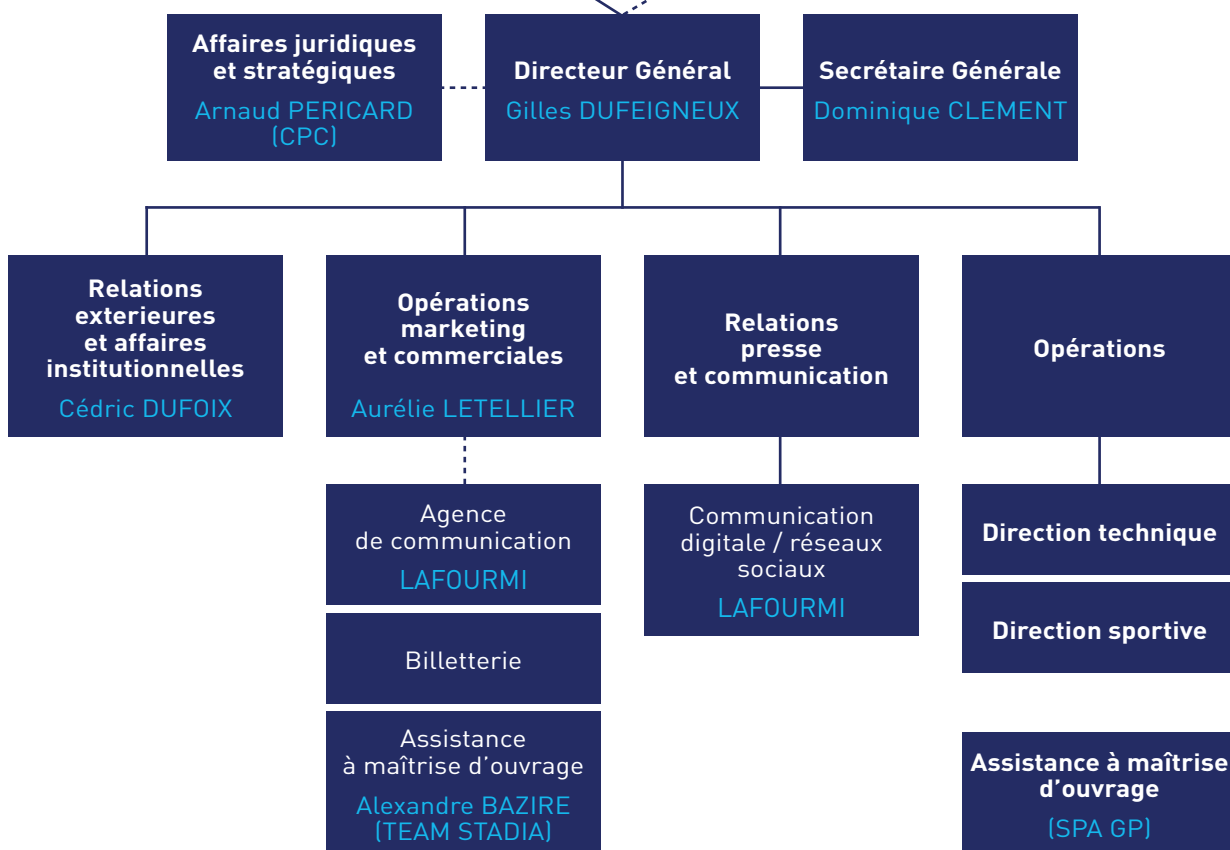 Affaires juridiques
et stratégiques
Arnaud PERICARD
(CPC)
Directeur Général
Gilles DUFEIGNEUX
Secrétaire Générale
Dominique CLEMENT
Relations
exterieures
et affaires
institutionnelles
Cédric DUFOIX
Opérations
marketing
et commerciales
Aurélie LETELLIER
Relations
presse
et communication
Opérations
Agence
de communication
LAFOURMI
Billetterie
Assistance
à maîtrise d'ouvrage
Alexandre BAZIRE
(TEAM STADIA)
Communication
digitale / réseaux
sociaux
LAFOURMI
Direction technique
Direction sportive
Assistance à maîtrise
d'ouvrage
(SPA GP)